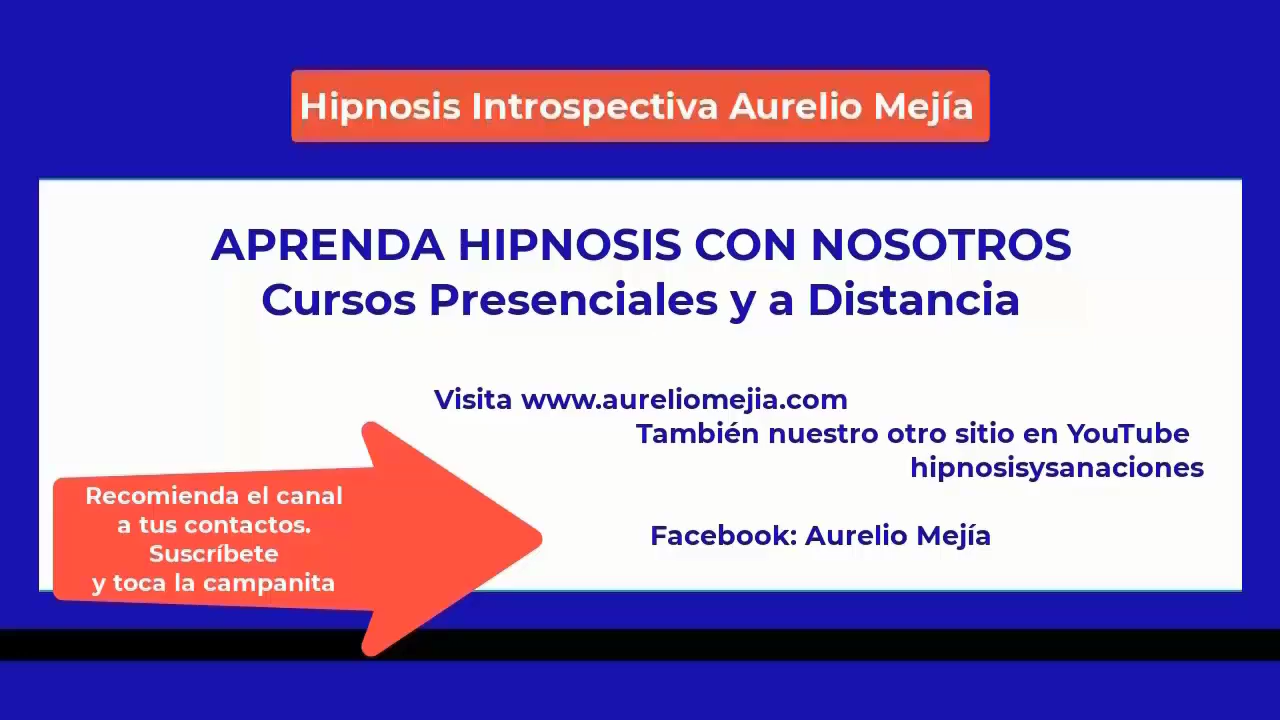 Hipnosis Introspectiva Aurelio Mejía
APRENDA HIPNOSIS CON NOSOTROS
Cursos Presenciales y a Distancia
Visita www.aureliomejia.com
También nuestro otro sitio en YouTube
hipnosisysanaciones
Facebook: Aurelio Mejía
Recomienda el canal
a tus contactos.
Suscríbete
y toca la campanita